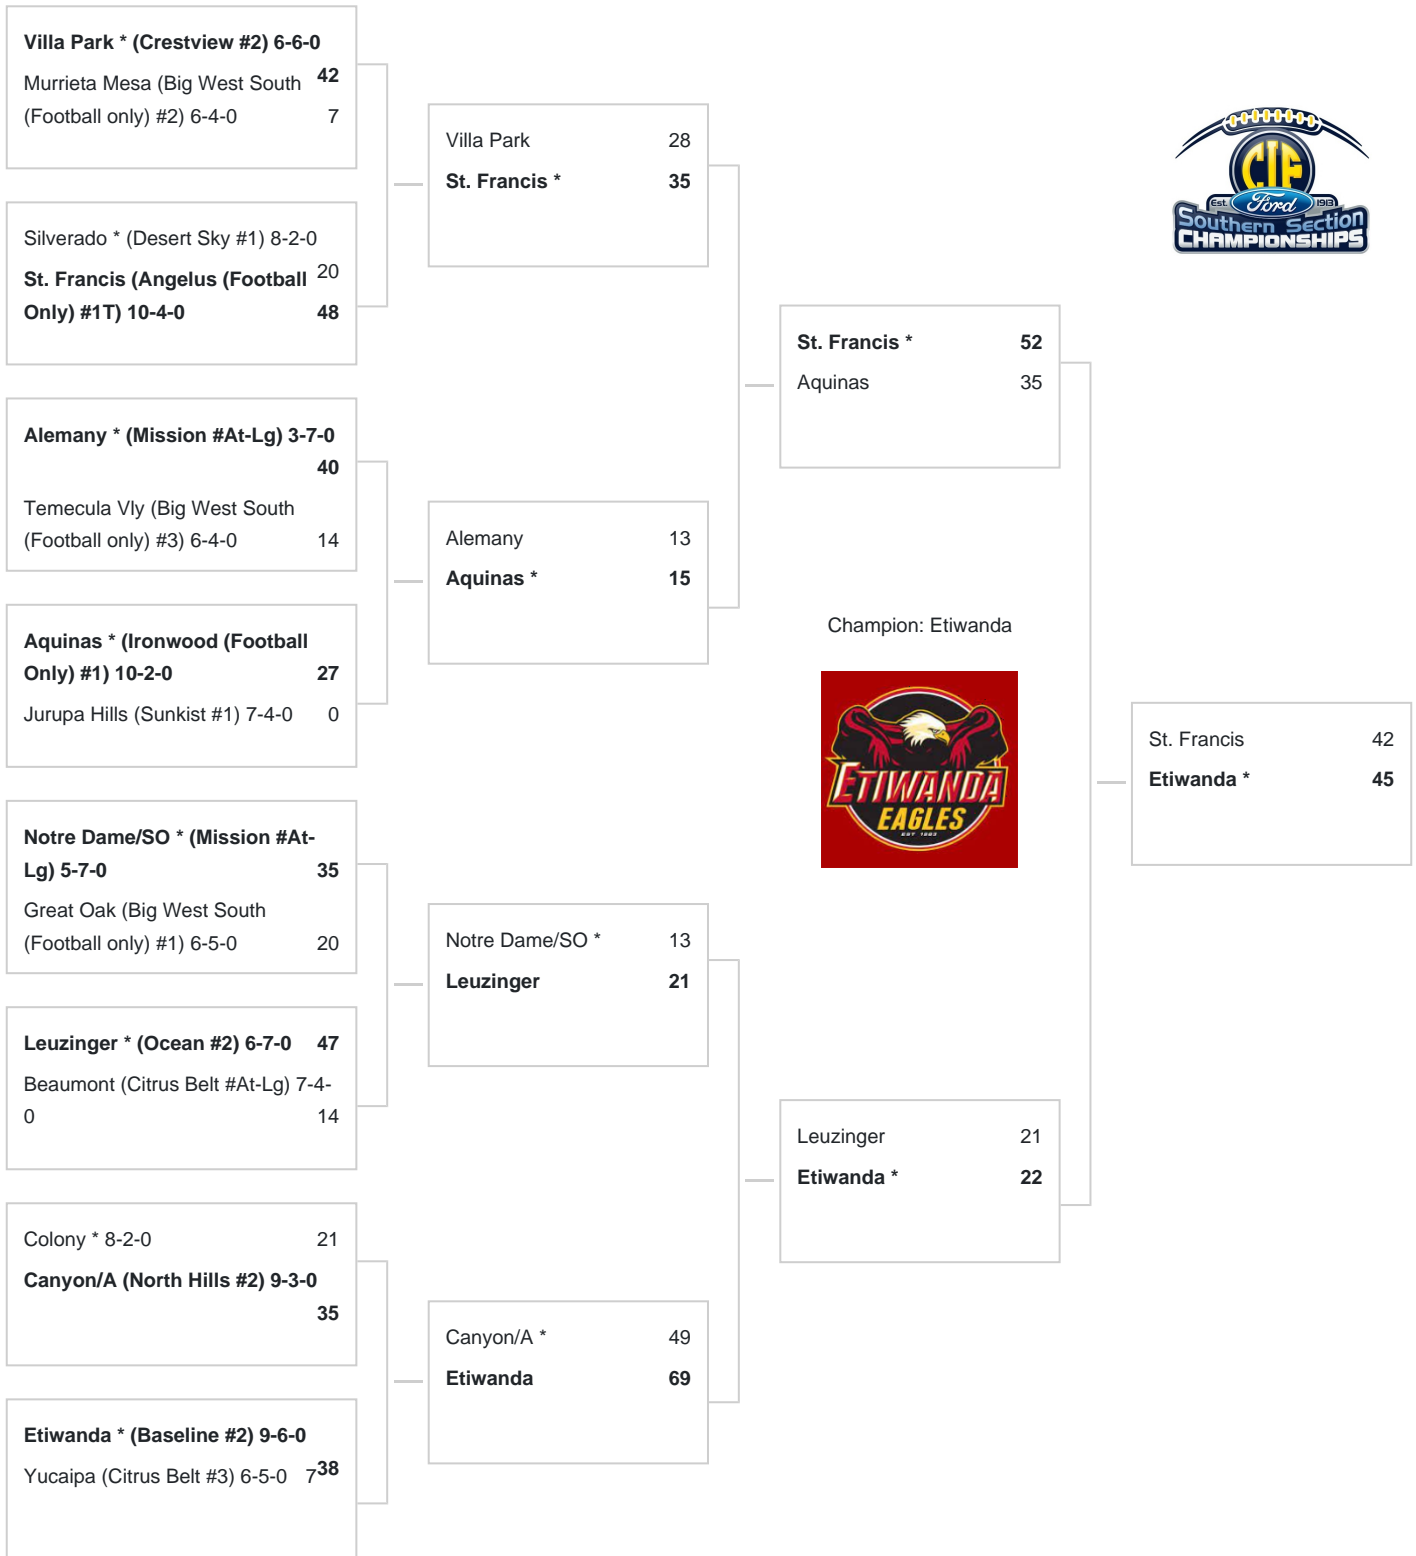 Villa Park * (Crestview #2) 6-6-0
42
Murrieta Mesa (Big West South
(Football only) #2) 6-4-0 7
Silverado * (Desert Sky #1) 8-2-0
20
St. Francis (Angelus (Football
Only) #1T) 10-4-0 48
Alemany * (Mission #At-Lg) 3-7-0
40
Temecula Vly (Big West South
(Football only) #3) 6-4-0 14
Aquinas * (Ironwood (Football
Only) #1) 10-2-0 27
Jurupa Hills (Sunkist #1) 7-4-0 0
Notre Dame/SO * (Mission #At-
Lg) 5-7-0 35
Great Oak (Big West South
(Football only) #1) 6-5-0 20
Leuzinger * (Ocean #2) 6-7-0 47
Beaumont (Citrus Belt #At-Lg) 7-4-
0 14
Colony * 8-2-0 21
Canyon/A (North Hills #2) 9-3-0
35
Etiwanda * (Baseline #2) 9-6-0
38
Yucaipa (Citrus Belt #3) 6-5-0 7
Villa Park 28
St. Francis * 35
Alemany 13
Aquinas * 15
Notre Dame/SO * 13
Leuzinger 21
Canyon/A * 49
Etiwanda 69
St. Francis * 52
Aquinas 35
Leuzinger 21
Etiwanda * 22
Champion: Etiwanda
ETIWANDA
EAGLES
EST 1883
St. Francis 42
Etiwanda * 45
CIF
Est. Ford 1913
Southern Section
CHAMPIONSHIPS